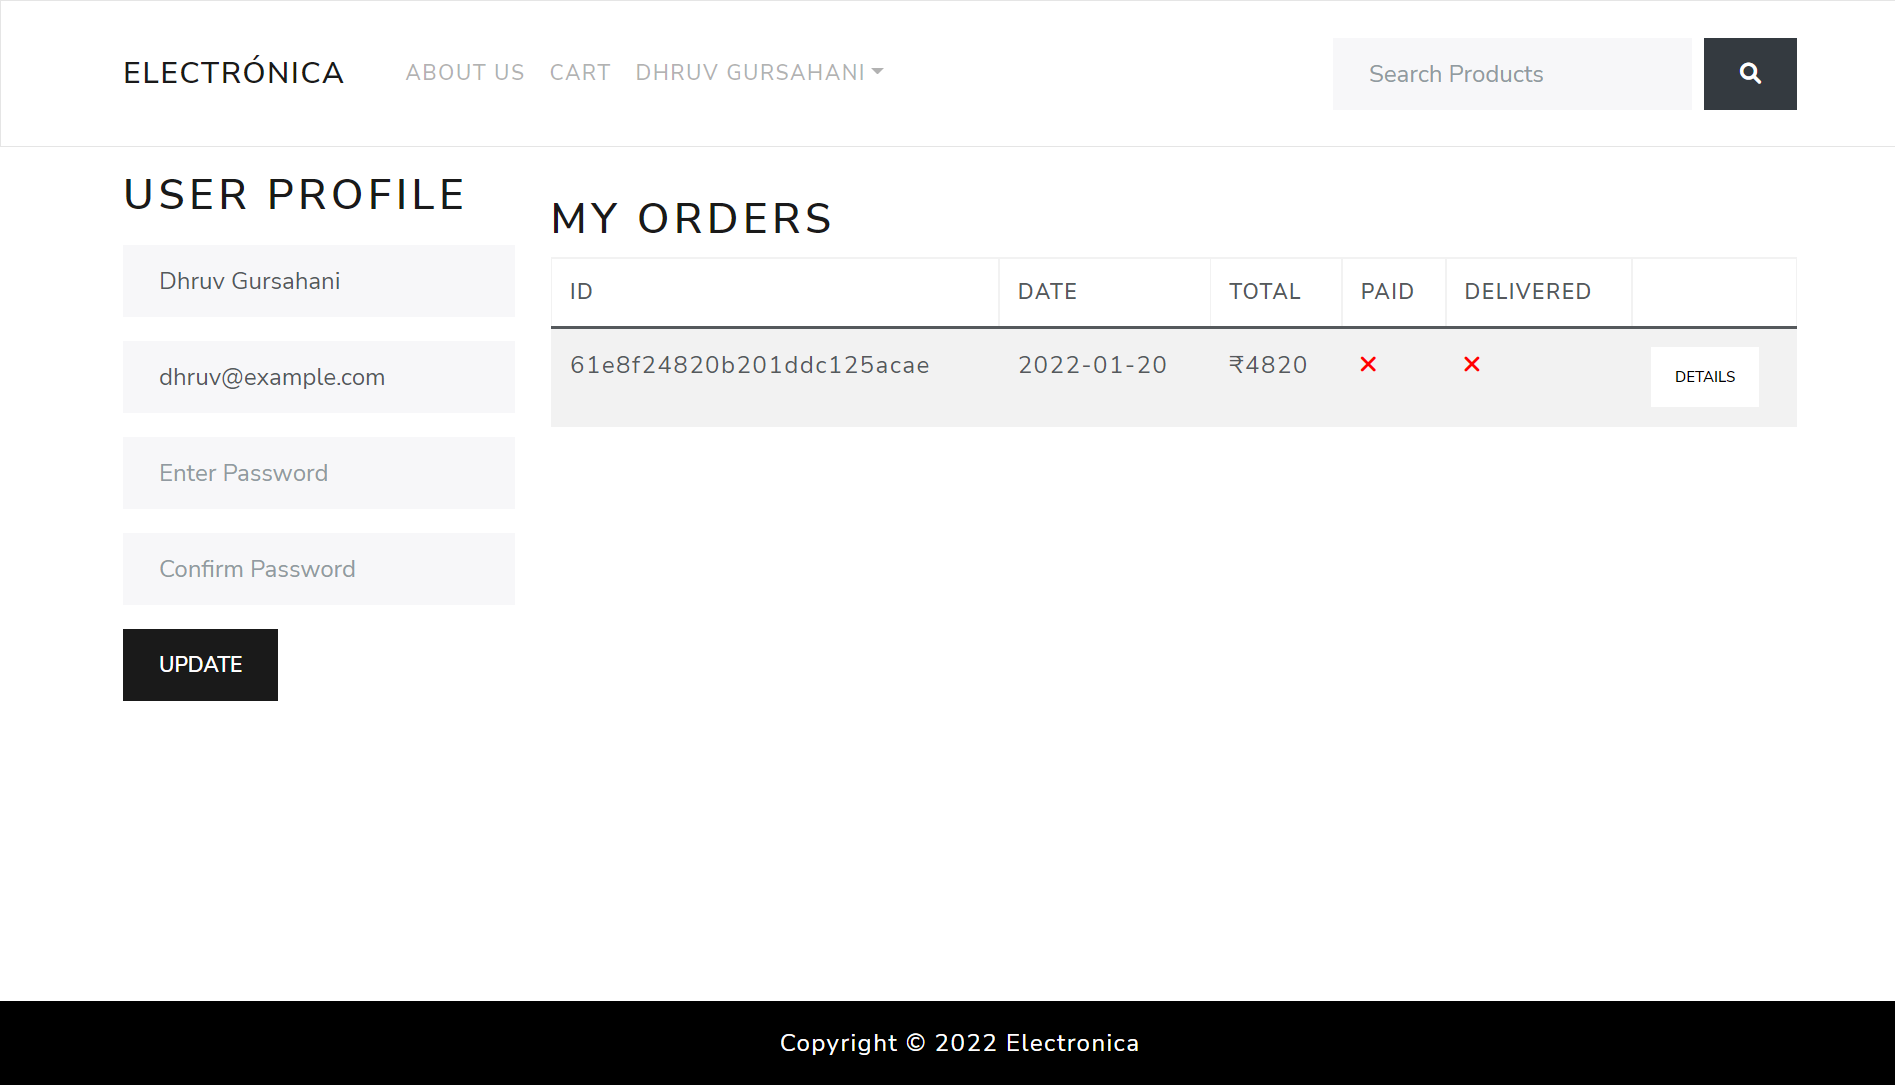 ELECTRÓNICA ABOUT US CART DHRUV GURSAHANI Search Products
USER PROFILE
Dhruv Gursahani
dhruv@example.com
Enter Password
Confirm Password
UPDATE
MY ORDERS
ID DATE TOTAL PAID DELIVERED
61e8f24820b201ddc125acae 2022-01-20 ₹4820 DETAILS
Copyright © 2022 Electronica